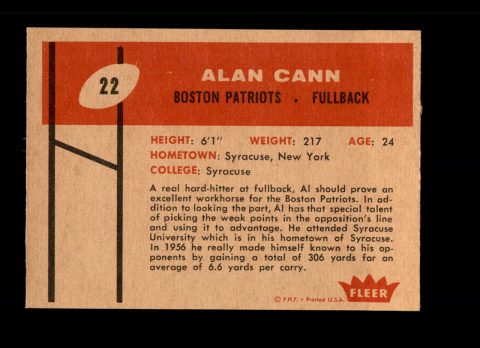 22
ALAN CANN
BOSTON PATRIOTS . FULLBACK
HEIGHT: 6'1" WEIGHT: 217 AGE: 24
HOMETOWN: Syracuse, New York
COLLEGE: Syracuse
A real hard-hitter at fullback, Al should prove an
excellent workhorse for the Boston Patriots. In ad-
dition to looking the part, Al has that special talent
of picking the weak points in the opposition's line
and using it to advantage. He attended Syracuse
University which is in his hometown of Syracuse.
In 1956 he really made himself known to his op-
ponents by gaining a total of 306 yards for an
average of 6.6 yards per carry.
FLEER
© F.H.F. • Printed U.S.A.